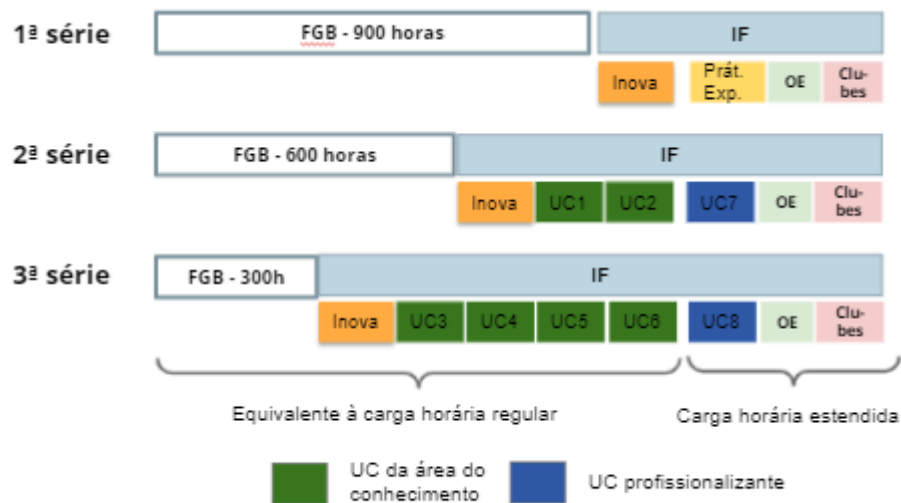 1ª série
FGB - 900 horas
IF
Inova
Prát.
Exp.
OE
Clu-
bes
2ª série
FGB - 600 horas
IF
Inova
UC1
UC2
UC7
OE
Clu-
bes
3ª série
FGB - 300h
IF
Inova
UC3
UC4
UC5
UC6
UC8
OE
Clu-
bes
Equivalente à carga horária regular
Carga horária estendida
UC da área do
conhecimento
UC profissionalizante